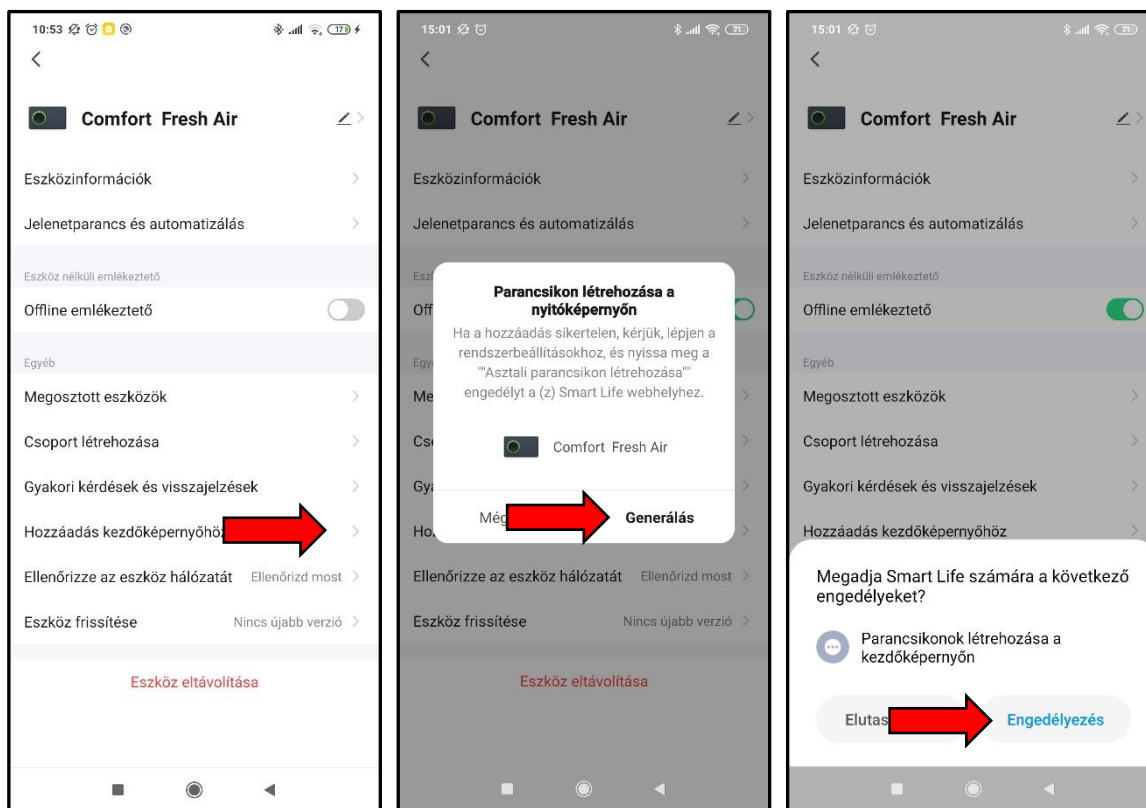 10:53
17
Comfort Fresh Air
Eszközinformációk
Jelenetparancs és automatizálás
Eszköz nélküli emlékeztető
Offline emlékeztető
Egyéb
Megosztott eszközök
Csoport létrehozása
Gyakori kérdések és visszajelzések
Hozzáadás kezdőképernyőhöz
Ellenőrizze az eszköz hálózatát Ellenőrizd most
Eszköz frissítése Nincs újabb verzió
Eszköz eltávolítása
15:01
71
Comfort Fresh Air
Eszközinformációk
Jelenetparancs és automatizálás
Parancsikon létrehozása a
nyitóképernyőn
Ha a hozzáadás sikertelen, kérjük, lépjen a
rendszerbeállításokhoz, és nyissa meg a
""Asztali parancsikon létrehozása""
engedélyt a (z) Smart Life webhelyhez.
Comfort Fresh Air
Generálás
Ellenőrizze az eszköz hálózatát Ellenőrizd most
Eszköz frissítése Nincs újabb verzió
Eszköz eltávolítása
15:01
71
Comfort Fresh Air
Eszközinformációk
Jelenetparancs és automatizálás
Eszköz nélküli emlékeztető
Offline emlékeztető
Egyéb
Megosztott eszközök
Csoport létrehozása
Gyakori kérdések és visszajelzések
Hozzáadás kezdőképernyőhöz
Megadja Smart Life számára a következő
engedélyeket?
Parancsikonok létrehozása a
kezdőképernyőn
Engedélyezés